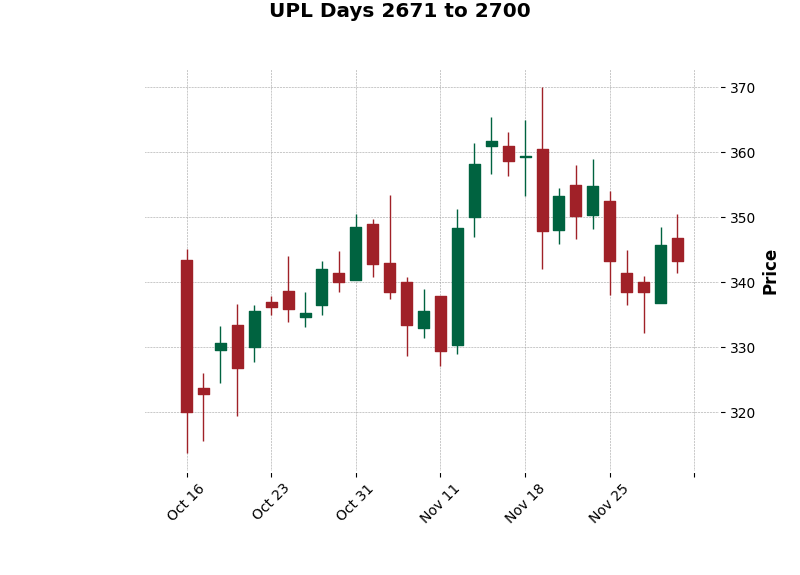 UPL Days 2671 to 2700
370
360
350
340
330
320
Price
Oct 16
Oct 23
Oct 31
Nov 11
Nov 18
Nov 25